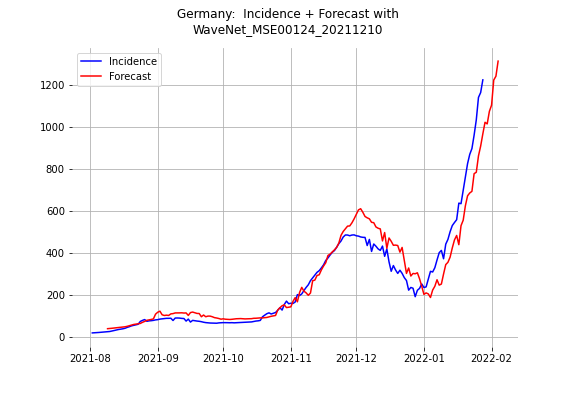 Germany:  Incidence + Forecast with
WaveNet_MSE00124_20211210
Incidence
Forecast
1200
1000
800
600
400
200
0
2021-08 2021-09 2021-10 2021-11 2021-12 2022-01 2022-02